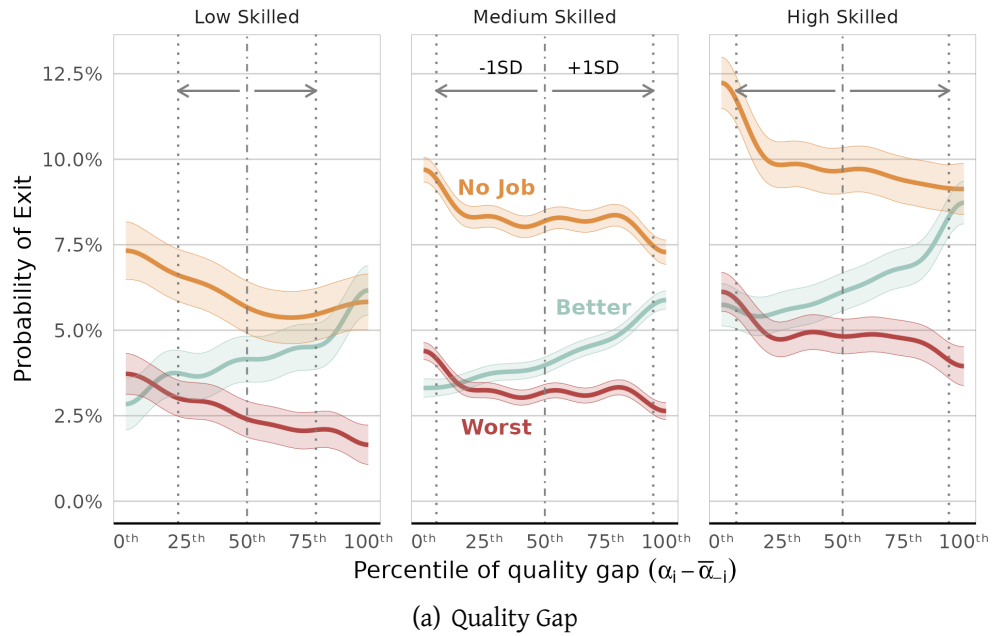 Low Skilled
Medium Skilled
High Skilled
Probability of Exit
12.5%
10.0%
7.5%
5.0%
2.5%
0.0%
-1SD
+1SD
No Job
Better
Worst
0ᵗʰ 25ᵗʰ 50ᵗʰ 75ᵗʰ 100ᵗʰ
0ᵗʰ 25ᵗʰ 50ᵗʰ 75ᵗʰ 100ᵗʰ
0ᵗʰ 25ᵗʰ 50ᵗʰ 75ᵗʰ 100ᵗʰ
Percentile of quality gap (αᵢ − α̅₋ᵢ)
(a) Quality Gap